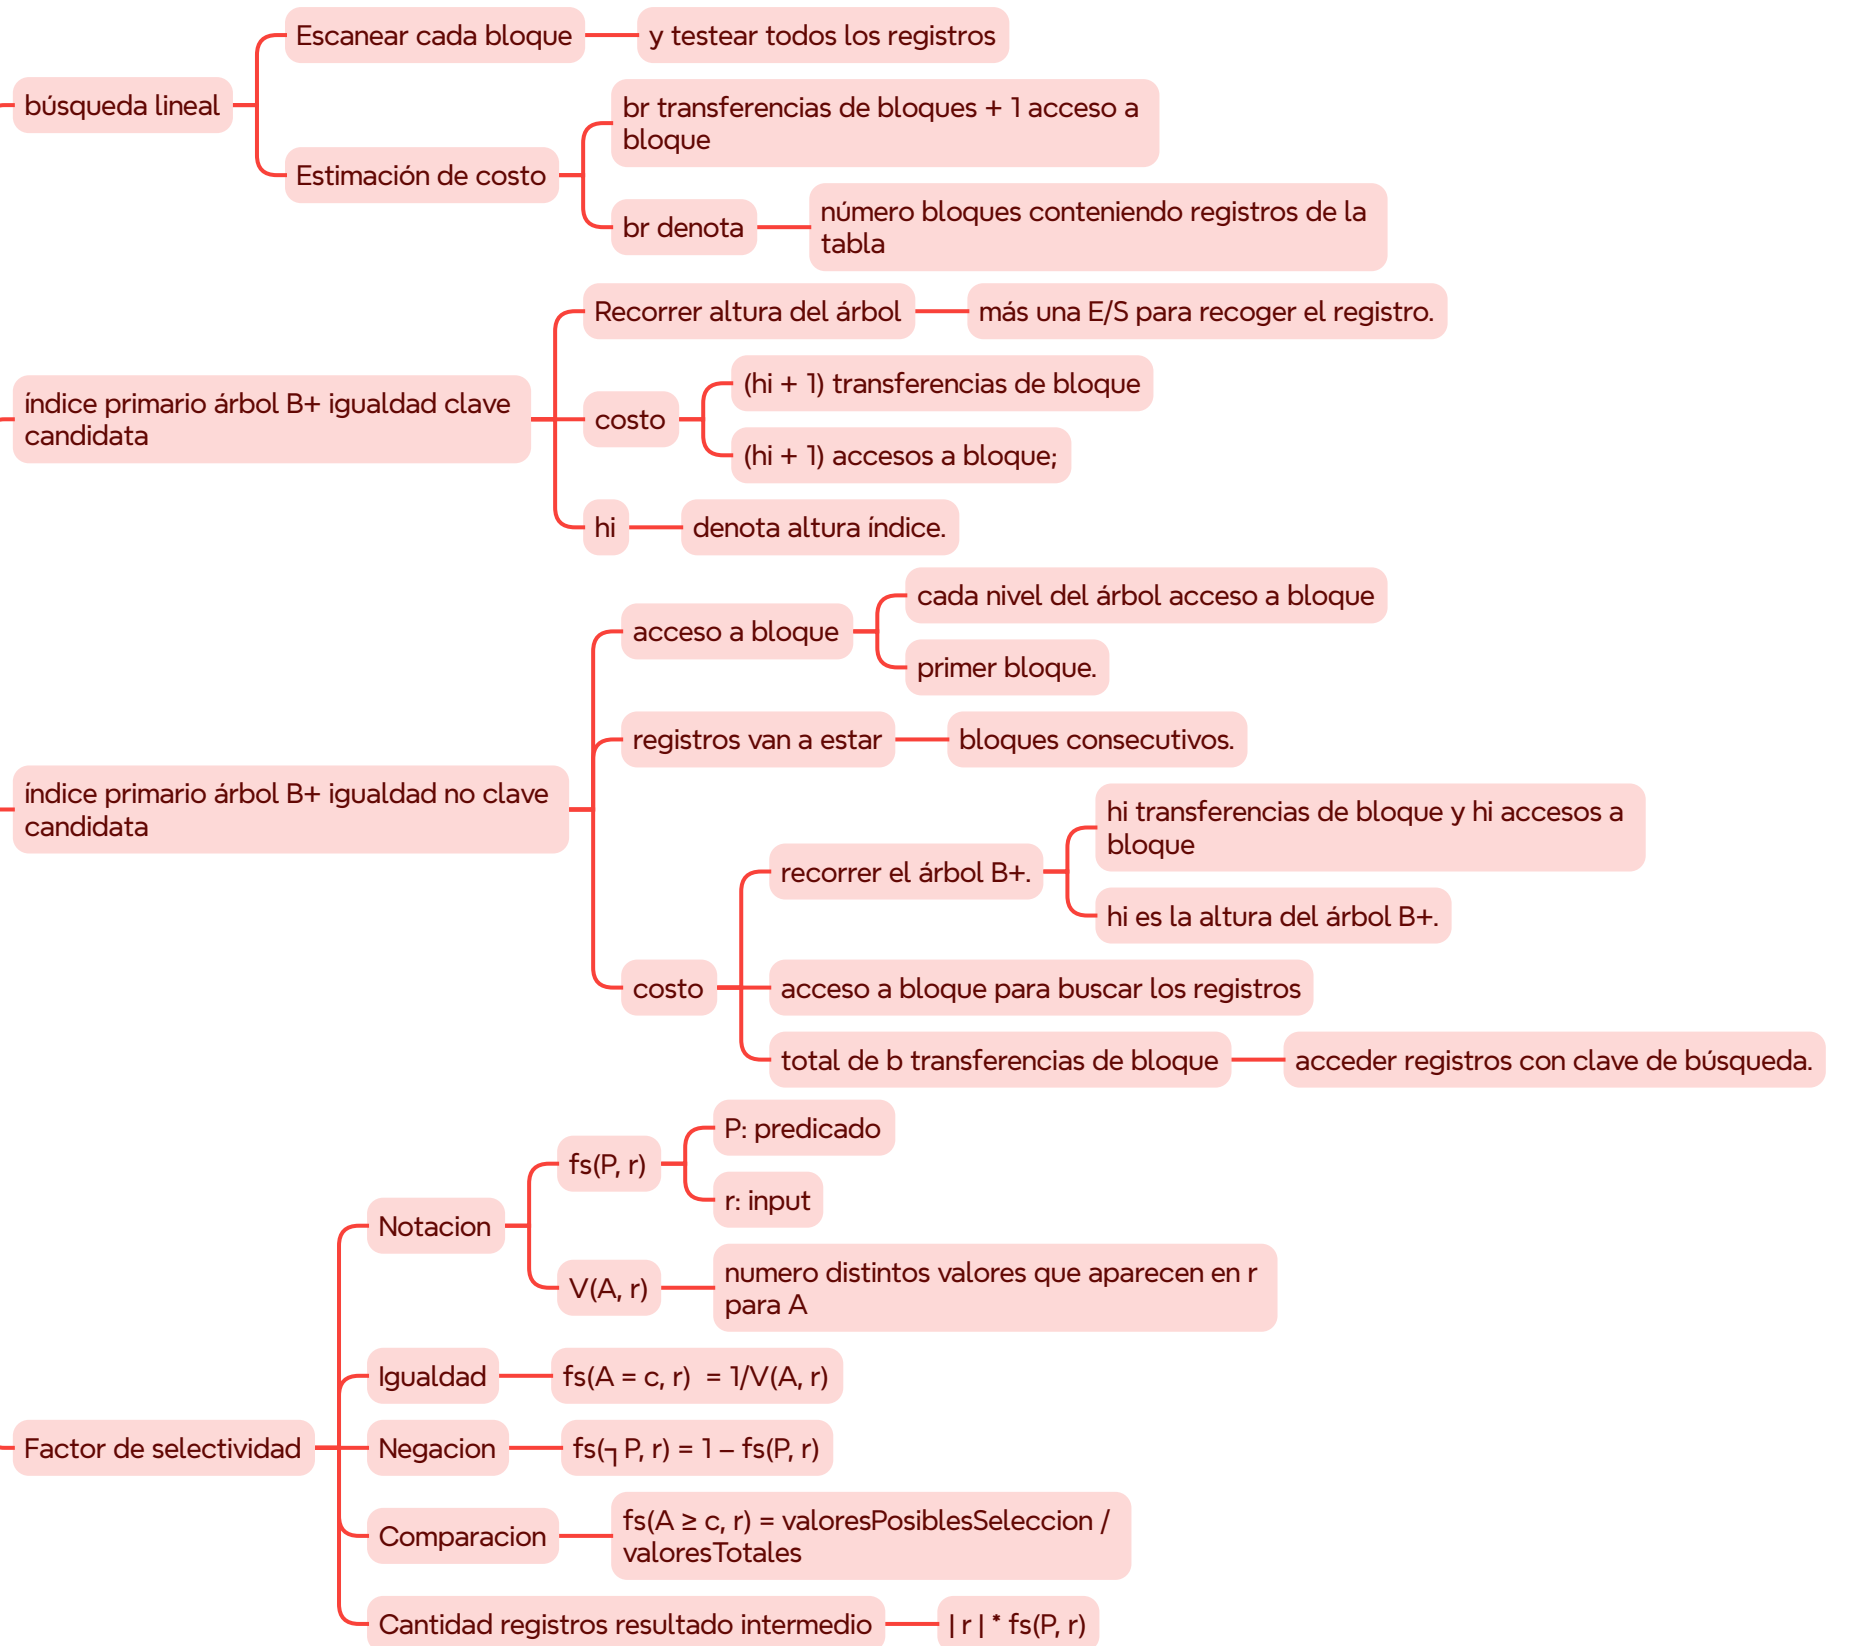 búsqueda lineal
Escanear cada bloque
y testear todos los registros
Estimación de costo
br transferencias de bloques + 1 acceso a
bloque
br denota
número bloques conteniendo registros de la
tabla
índice primario árbol B+ igualdad clave
candidata
Recorrer altura del árbol
más una E/S para recoger el registro.
costo
(hi + 1) transferencias de bloque
(hi + 1) accesos a bloque;
hi
denota altura índice.
índice primario árbol B+ igualdad no clave
candidata
acceso a bloque
cada nivel del árbol acceso a bloque
primer bloque.
registros van a estar
bloques consecutivos.
costo
recorrer el árbol B+.
hi transferencias de bloque y hi accesos a
bloque
hi es la altura del árbol B+.
acceso a bloque para buscar los registros
total de b transferencias de bloque
acceder registros con clave de búsqueda.
Factor de selectividad
Notacion
fs(P, r)
P: predicado
r: input
V(A, r)
numero distintos valores que aparecen en r
para A
Igualdad
fs(A = c, r)  = 1/V(A, r)
Negacion
fs(┐P, r) = 1 – fs(P, r)
Comparacion
fs(A ≥ c, r) = valoresPosiblesSeleccion /
valoresTotales
Cantidad registros resultado intermedio
| r | * fs(P, r)